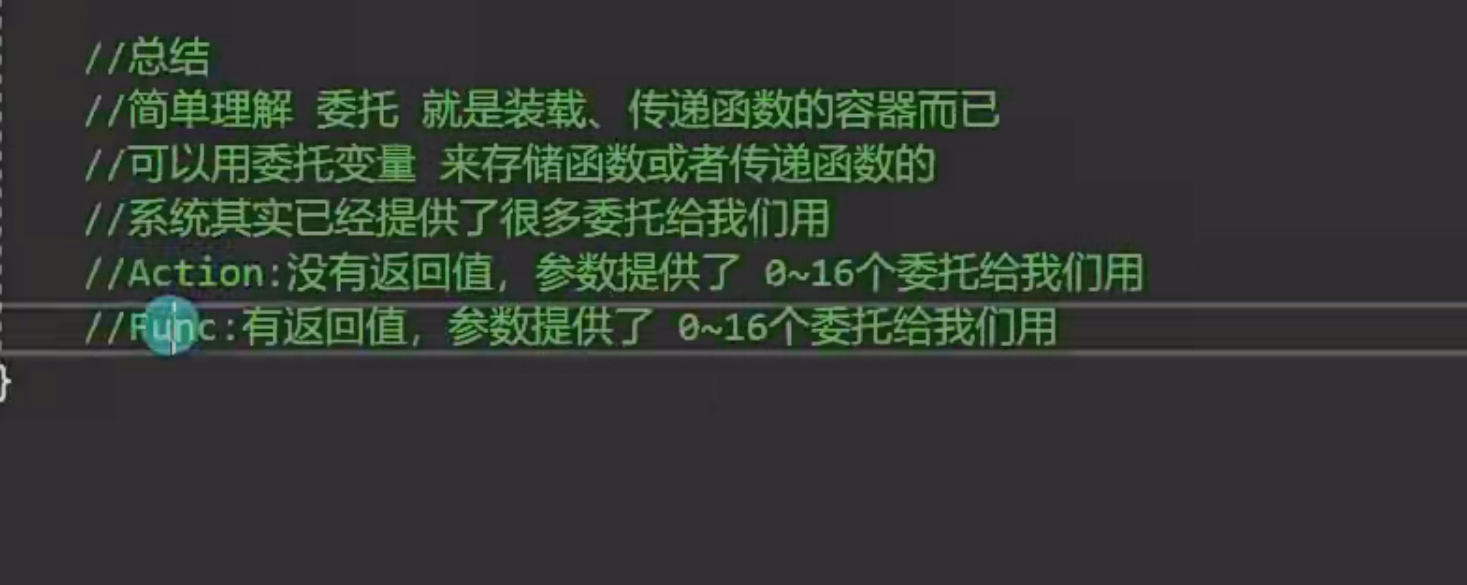 //总结
//简单理解 委托 就是装载、传递函数的容器而已
//可以用委托变量 来存储函数或者传递函数的
//系统其实已经提供了很多委托给我们用
//Action:没有返回值，参数提供了 0~16个委托给我们用
//Func:有返回值，参数提供了 0~16个委托给我们用
}